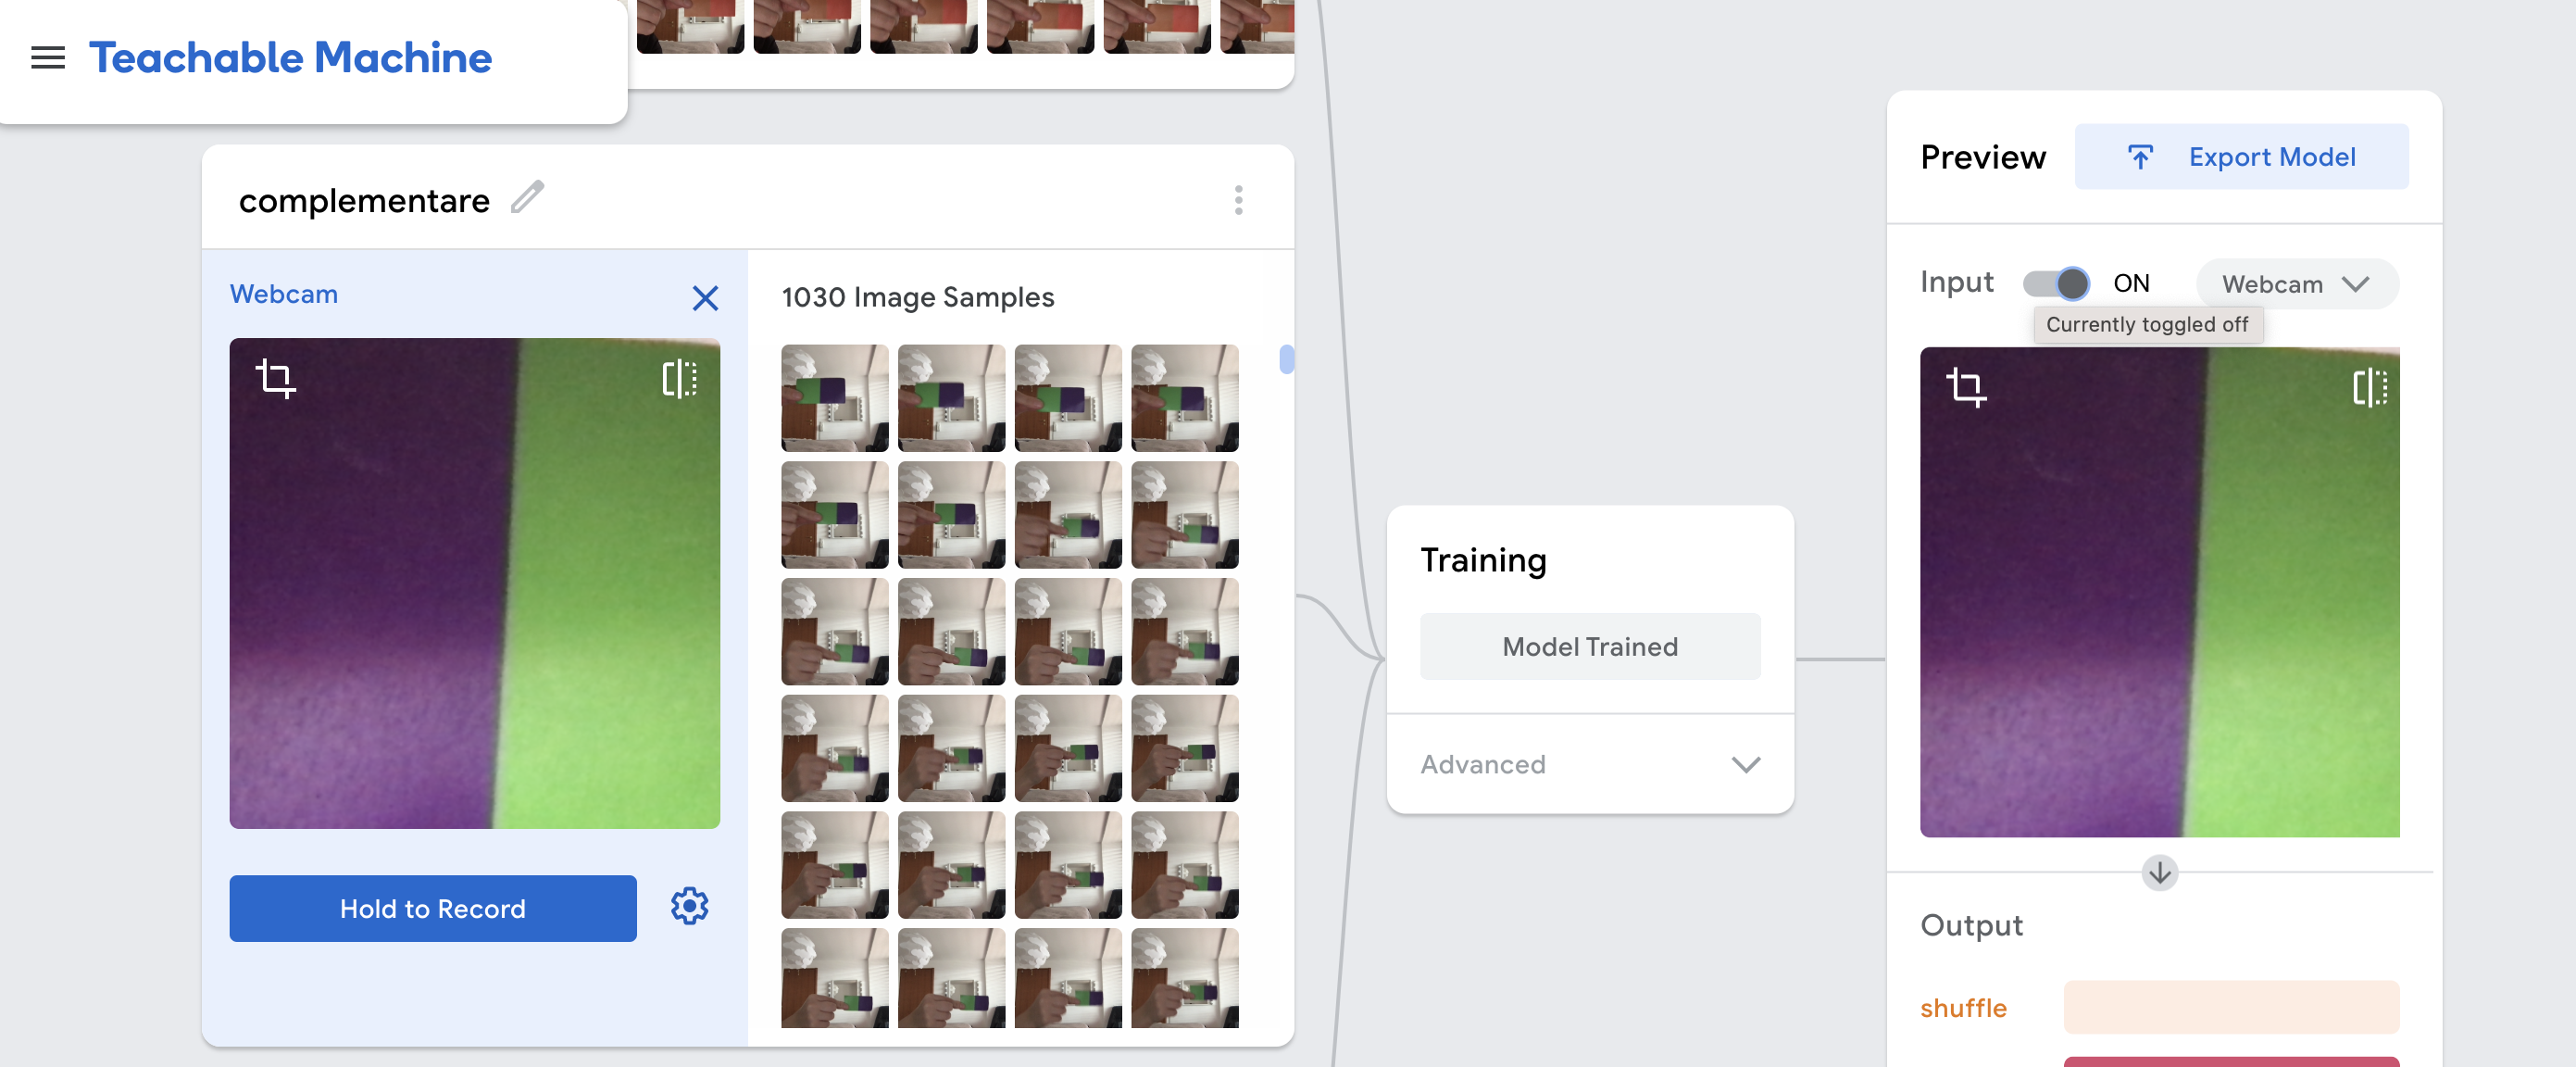 Teachable Machine
complementare
Webcam
1030 Image Samples
Hold to Record
Training
Model Trained
Advanced
Preview
Export Model
Input
ON
Webcam
Currently toggled off
Output
shuffle